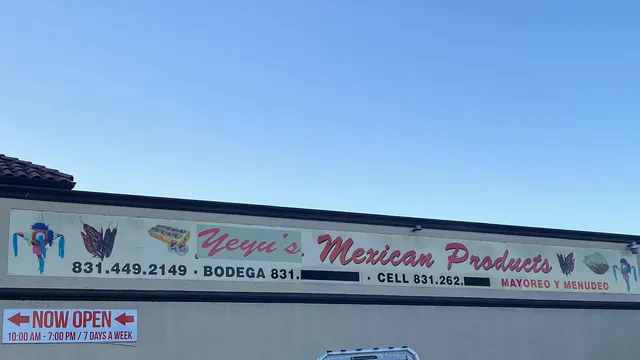 Yeyu's Mexican Products
831.449.2149 · BODEGA 831. · CELL 831.262.
MAYOREO Y MENUDEO
NOW OPEN
10:00 AM - 7:00 PM / 7 DAYS A WEEK